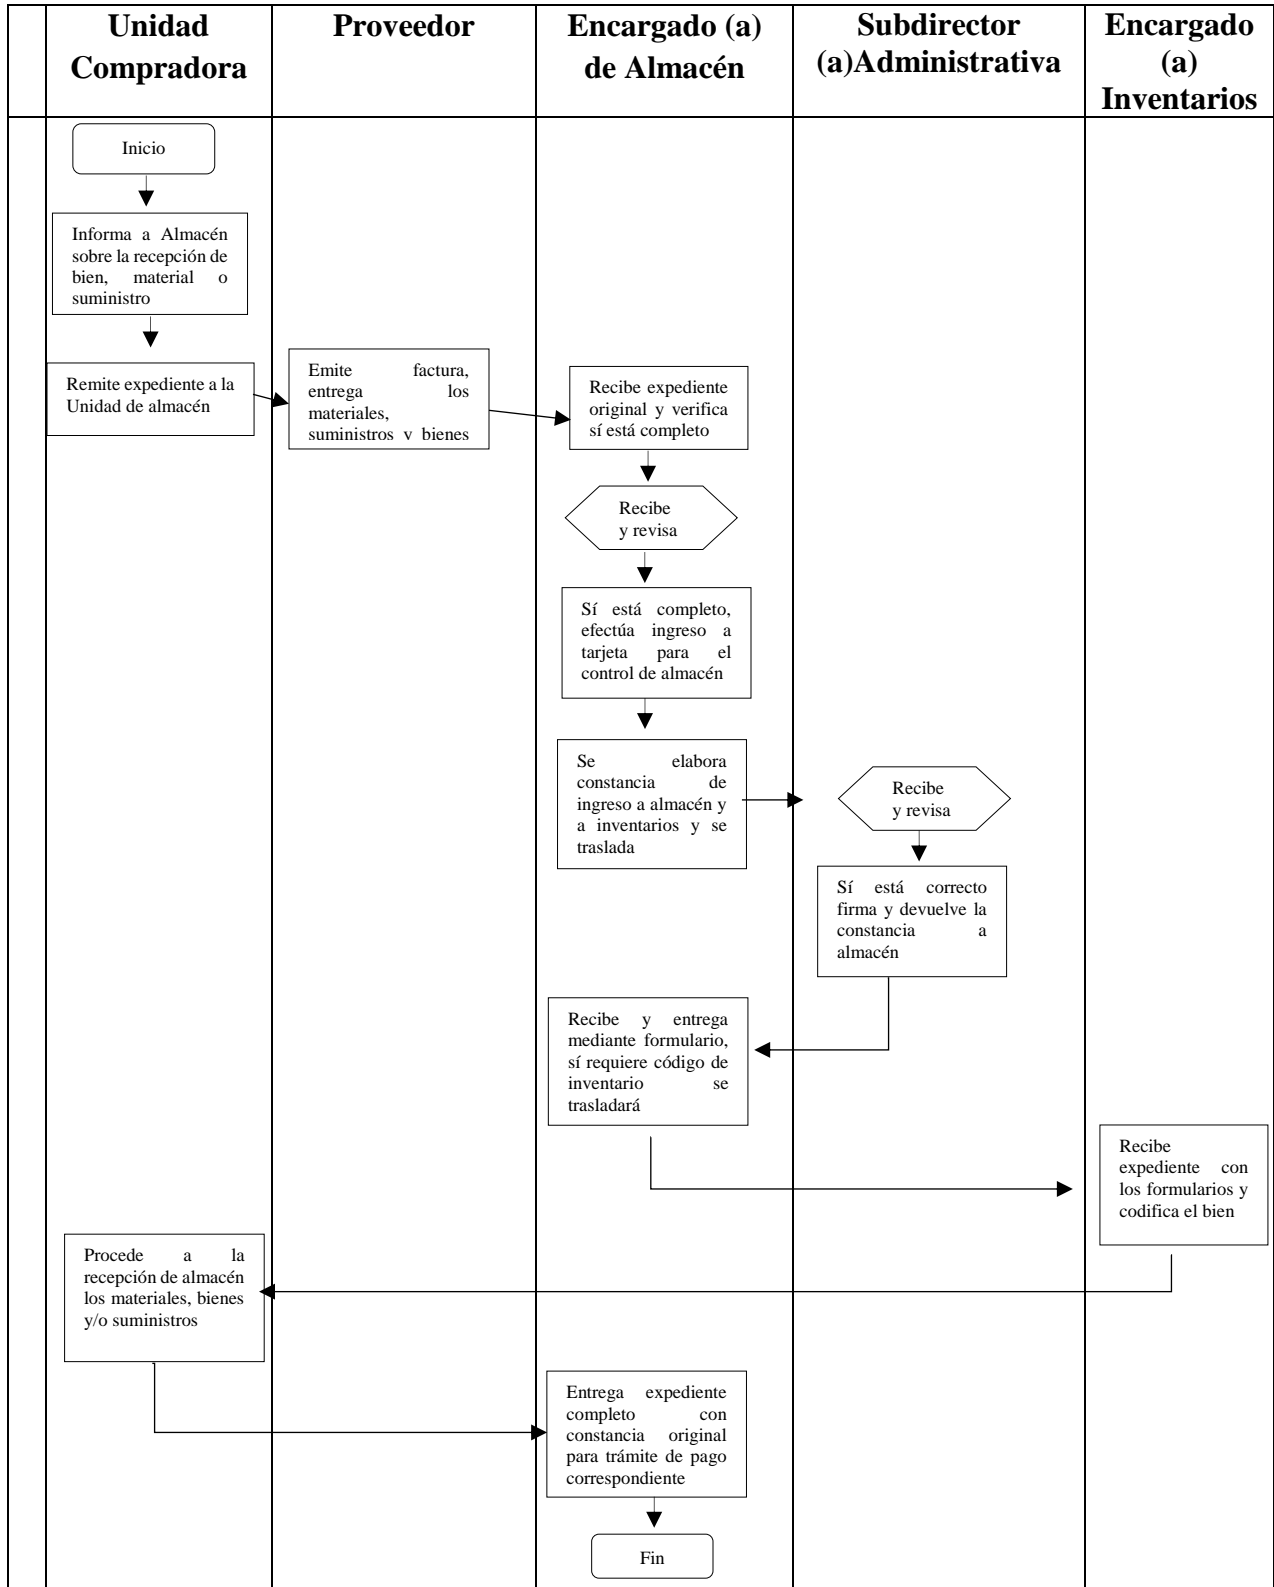 Unidad
Compradora
Proveedor
Encargado (a)
de Almacén
Subdirector
(a)Administrativa
Encargado
(a)
Inventarios
Inicio
Informa a Almacén
sobre la recepción de
bien, material o
suministro
Remite expediente a la
Unidad de almacén
Emite factura,
entrega los
materiales,
suministros y bienes
Recibe expediente
original y verifica
sí está completo
Recibe
y revisa
Sí está completo,
efectúa ingreso a
tarjeta para el
control de almacén
Se elabora
constancia de
ingreso a almacén y
a inventarios y se
traslada
Recibe
y revisa
Sí está correcto
firma y devuelve la
constancia a
almacén
Recibe y entrega
mediante formulario,
sí requiere código de
inventario se
trasladará
Recibe
expediente con
los formularios y
codifica el bien
Procede a la
recepción de almacén
los materiales, bienes
y/o suministros
Entrega expediente
completo con
constancia original
para trámite de pago
correspondiente
Fin